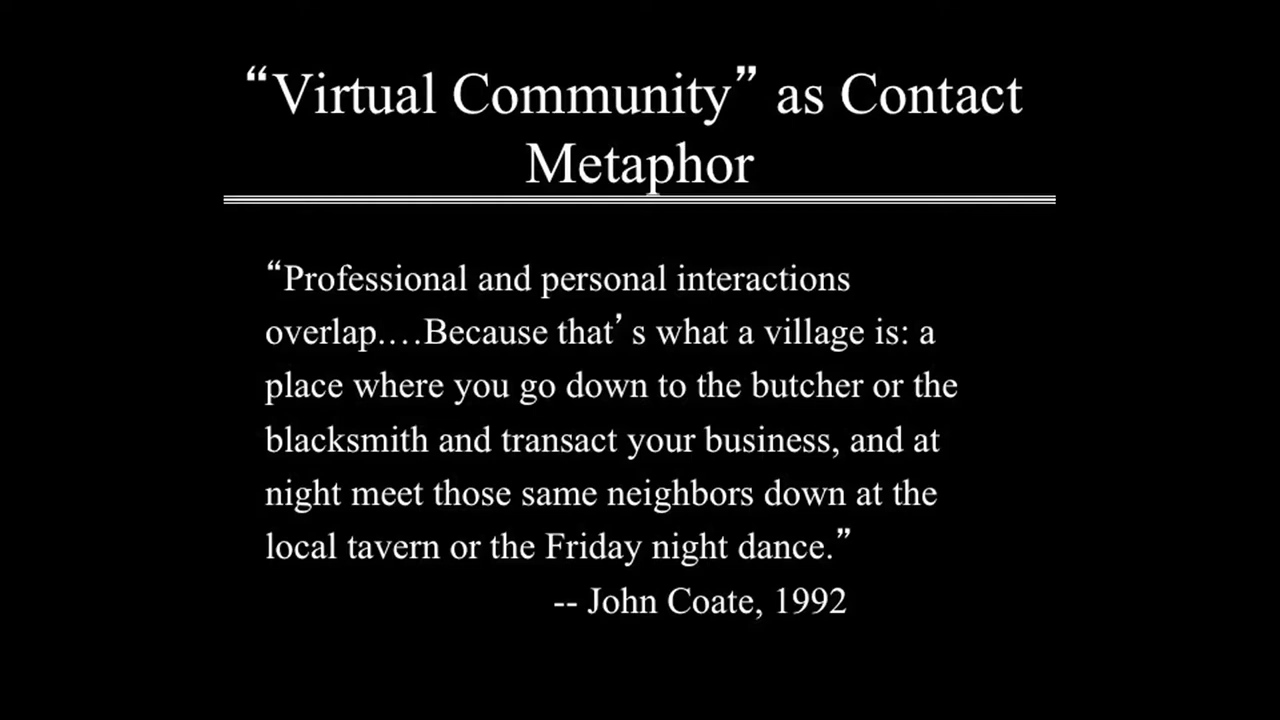 “Virtual Community” as Contact
Metaphor
“Professional and personal interactions
overlap.…Because that’s what a village is: a
place where you go down to the butcher or the
blacksmith and transact your business, and at
night meet those same neighbors down at the
local tavern or the Friday night dance.”
-- John Coate, 1992